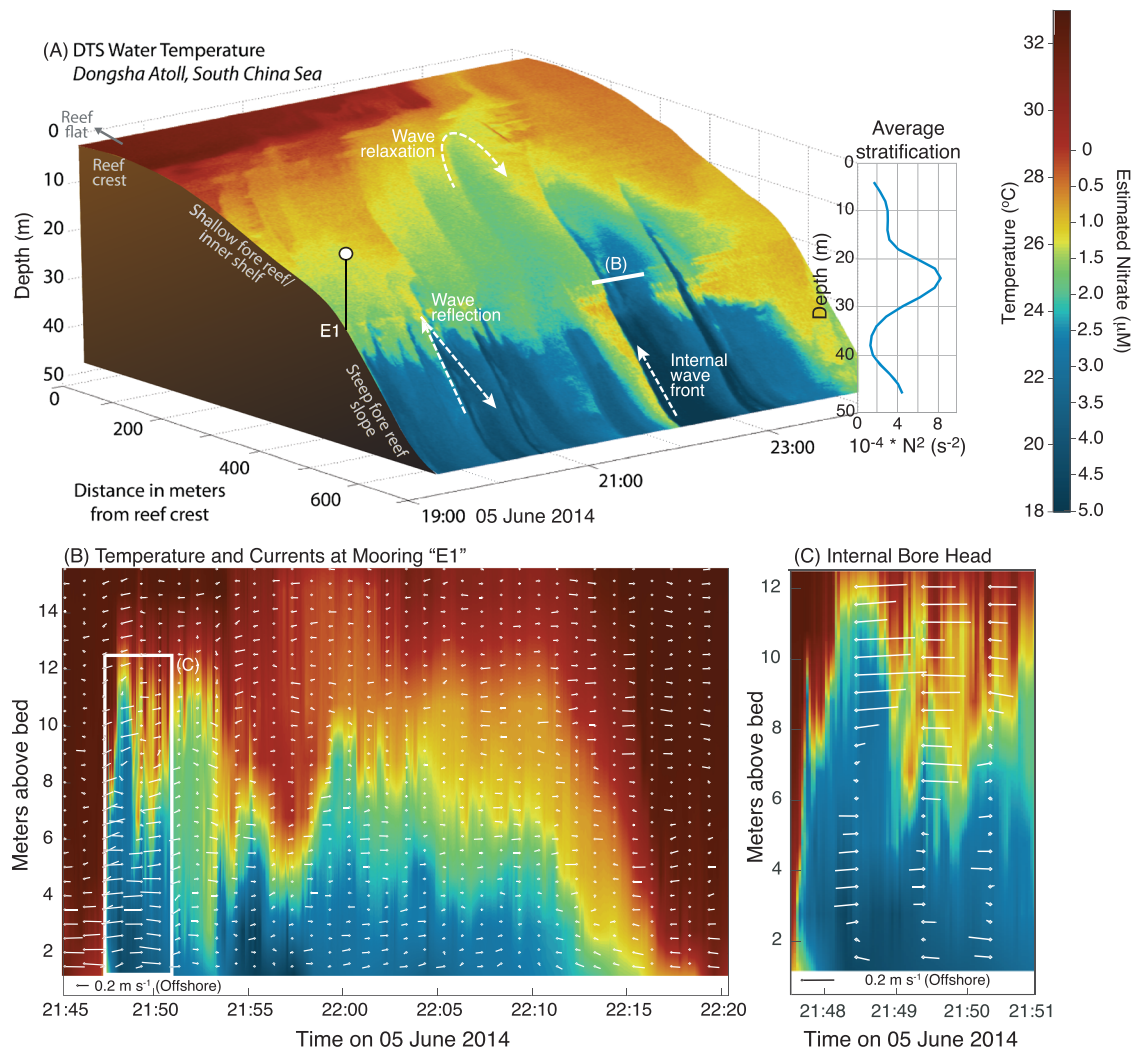 (A) DTS Water Temperature
Dongsha Atoll, South China Sea
Reef
flat
Reef
crest
Shallow fore reef/
inner shelf
Steep fore reef
slope
E1
Wave
relaxation
Wave
reflection
(B)
Internal
wave
front
Depth (m)
0
10
20
30
40
50
0
200
400
600
Distance in meters
from reef crest
19:00
05 June 2014
21:00
23:00
Average
stratification
Depth (m)
0
10
20
30
40
50
0
4
8
10-4 * N2 (s-2)
Temperature (°C)
32
30
28
26
24
22
20
18
Estimated Nitrate (μM)
0
0.5
1.0
1.5
2.0
2.5
3.0
3.5
4.0
4.5
5.0
(B) Temperature and Currents at Mooring “E1”
Meters above bed
14
12
10
8
6
4
2
(C)
0.2 m s-1 (Offshore)
21:45
21:50
21:55
22:00
22:05
22:10
22:15
22:20
Time on 05 June 2014
(C) Internal Bore Head
Meters above bed
12
10
8
6
4
2
0.2 m s-1 (Offshore)
21:48
21:49
21:50
21:51
Time on 05 June 2014